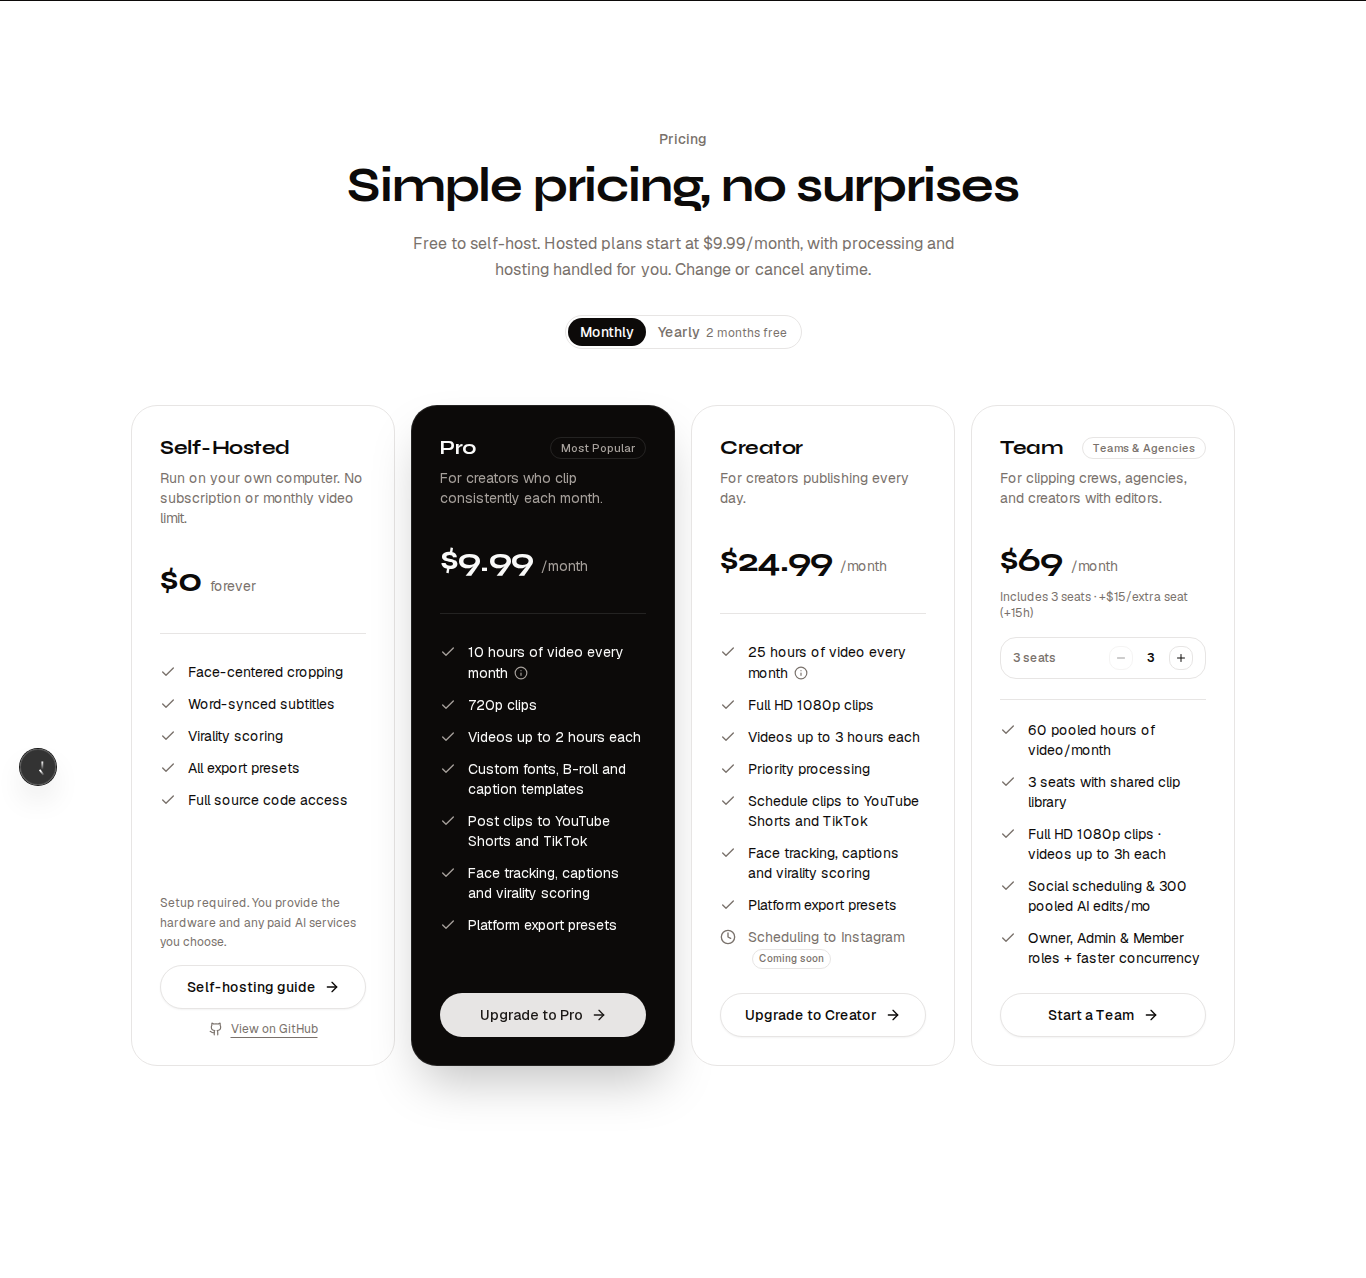 Pricing
Simple pricing, no surprises
Free to self-host. Hosted plans start at $9.99/month, with processing and
hosting handled for you. Change or cancel anytime.
Monthly Yearly 2 months free
Self-Hosted
Run on your own computer. No
subscription or monthly video
limit.
$0 forever
Face-centered cropping
Word-synced subtitles
Virality scoring
All export presets
Full source code access
Setup required. You provide the
hardware and any paid AI services
you choose.
Self-hosting guide
View on GitHub
Pro Most Popular
For creators who clip
consistently each month.
$9.99 /month
10 hours of video every
month
720p clips
Videos up to 2 hours each
Custom fonts, B-roll and
caption templates
Post clips to YouTube
Shorts and TikTok
Face tracking, captions
and virality scoring
Platform export presets
Upgrade to Pro
Creator
For creators publishing every
day.
$24.99 /month
25 hours of video every
month
Full HD 1080p clips
Videos up to 3 hours each
Priority processing
Schedule clips to YouTube
Shorts and TikTok
Face tracking, captions
and virality scoring
Platform export presets
Scheduling to Instagram
Coming soon
Upgrade to Creator
Team Teams & Agencies
For clipping crews, agencies,
and creators with editors.
$69 /month
Includes 3 seats · +$15/extra seat
(+15h)
3 seats − 3 +
60 pooled hours of
video/month
3 seats with shared clip
library
Full HD 1080p clips ·
videos up to 3h each
Social scheduling & 300
pooled AI edits/mo
Owner, Admin & Member
roles + faster concurrency
Start a Team